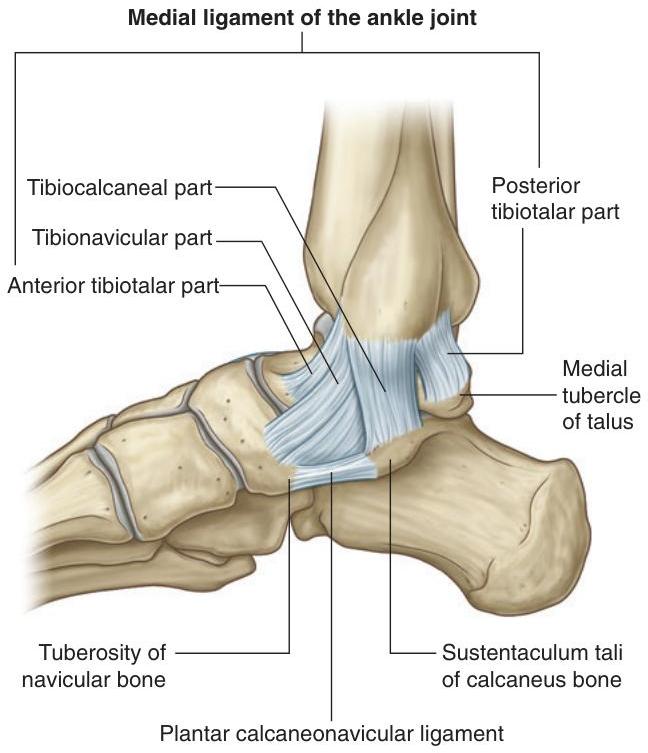 Medial ligament of the ankle joint
Tibiocalcaneal part
Tibionavicular part
Anterior tibiotalar part
Posterior
tibiotalar part
Medial
tubercle
of talus
Tuberosity of
navicular bone
Sustentaculum tali
of calcaneus bone
Plantar calcaneonavicular ligament